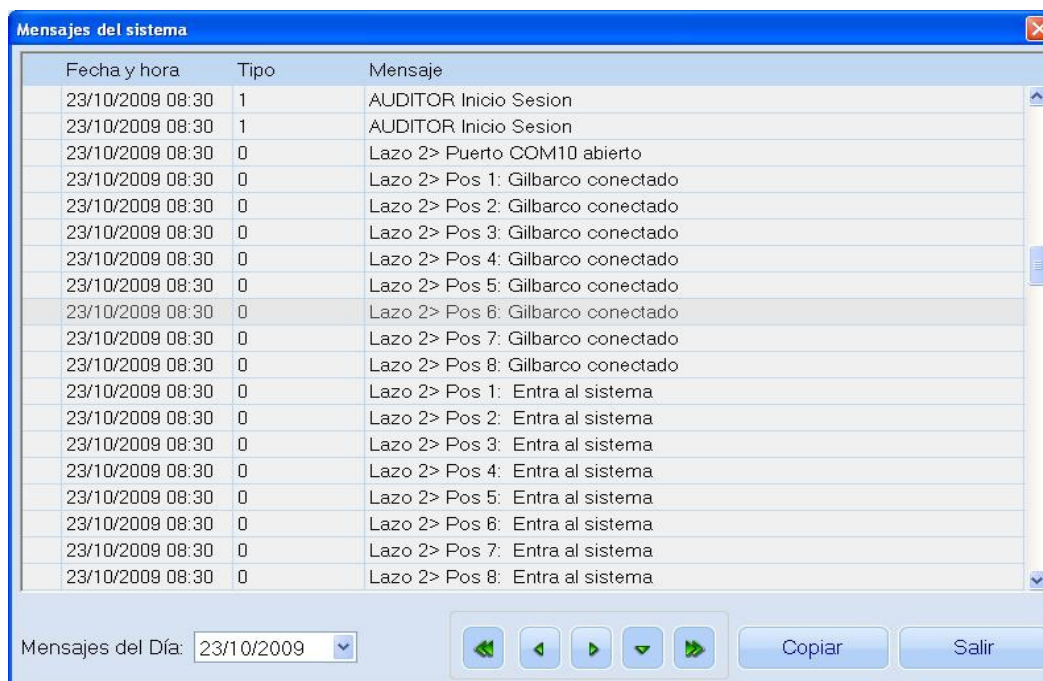 Mensajes del sistema
Fecha y hora Tipo Mensaje
23/10/2009 08:30 1 AUDITOR Inicio Sesion
23/10/2009 08:30 1 AUDITOR Inicio Sesion
23/10/2009 08:30 0 Lazo 2> Puerto COM10 abierto
23/10/2009 08:30 0 Lazo 2> Pos 1: Gilbarco conectado
23/10/2009 08:30 0 Lazo 2> Pos 2: Gilbarco conectado
23/10/2009 08:30 0 Lazo 2> Pos 3: Gilbarco conectado
23/10/2009 08:30 0 Lazo 2> Pos 4: Gilbarco conectado
23/10/2009 08:30 0 Lazo 2> Pos 5: Gilbarco conectado
23/10/2009 08:30 0 Lazo 2> Pos 6: Gilbarco conectado
23/10/2009 08:30 0 Lazo 2> Pos 7: Gilbarco conectado
23/10/2009 08:30 0 Lazo 2> Pos 8: Gilbarco conectado
23/10/2009 08:30 0 Lazo 2> Pos 1: Entra al sistema
23/10/2009 08:30 0 Lazo 2> Pos 2: Entra al sistema
23/10/2009 08:30 0 Lazo 2> Pos 3: Entra al sistema
23/10/2009 08:30 0 Lazo 2> Pos 4: Entra al sistema
23/10/2009 08:30 0 Lazo 2> Pos 5: Entra al sistema
23/10/2009 08:30 0 Lazo 2> Pos 6: Entra al sistema
23/10/2009 08:30 0 Lazo 2> Pos 7: Entra al sistema
23/10/2009 08:30 0 Lazo 2> Pos 8: Entra al sistema
Mensajes del Día: 23/10/2009 Copiar Salir